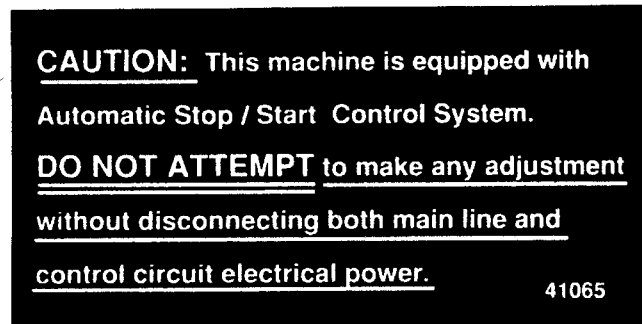 CAUTION: This machine is equipped with
Automatic Stop / Start Control System.
DO NOT ATTEMPT to make any adjustment
without disconnecting both main line and
control circuit electrical power.
41065